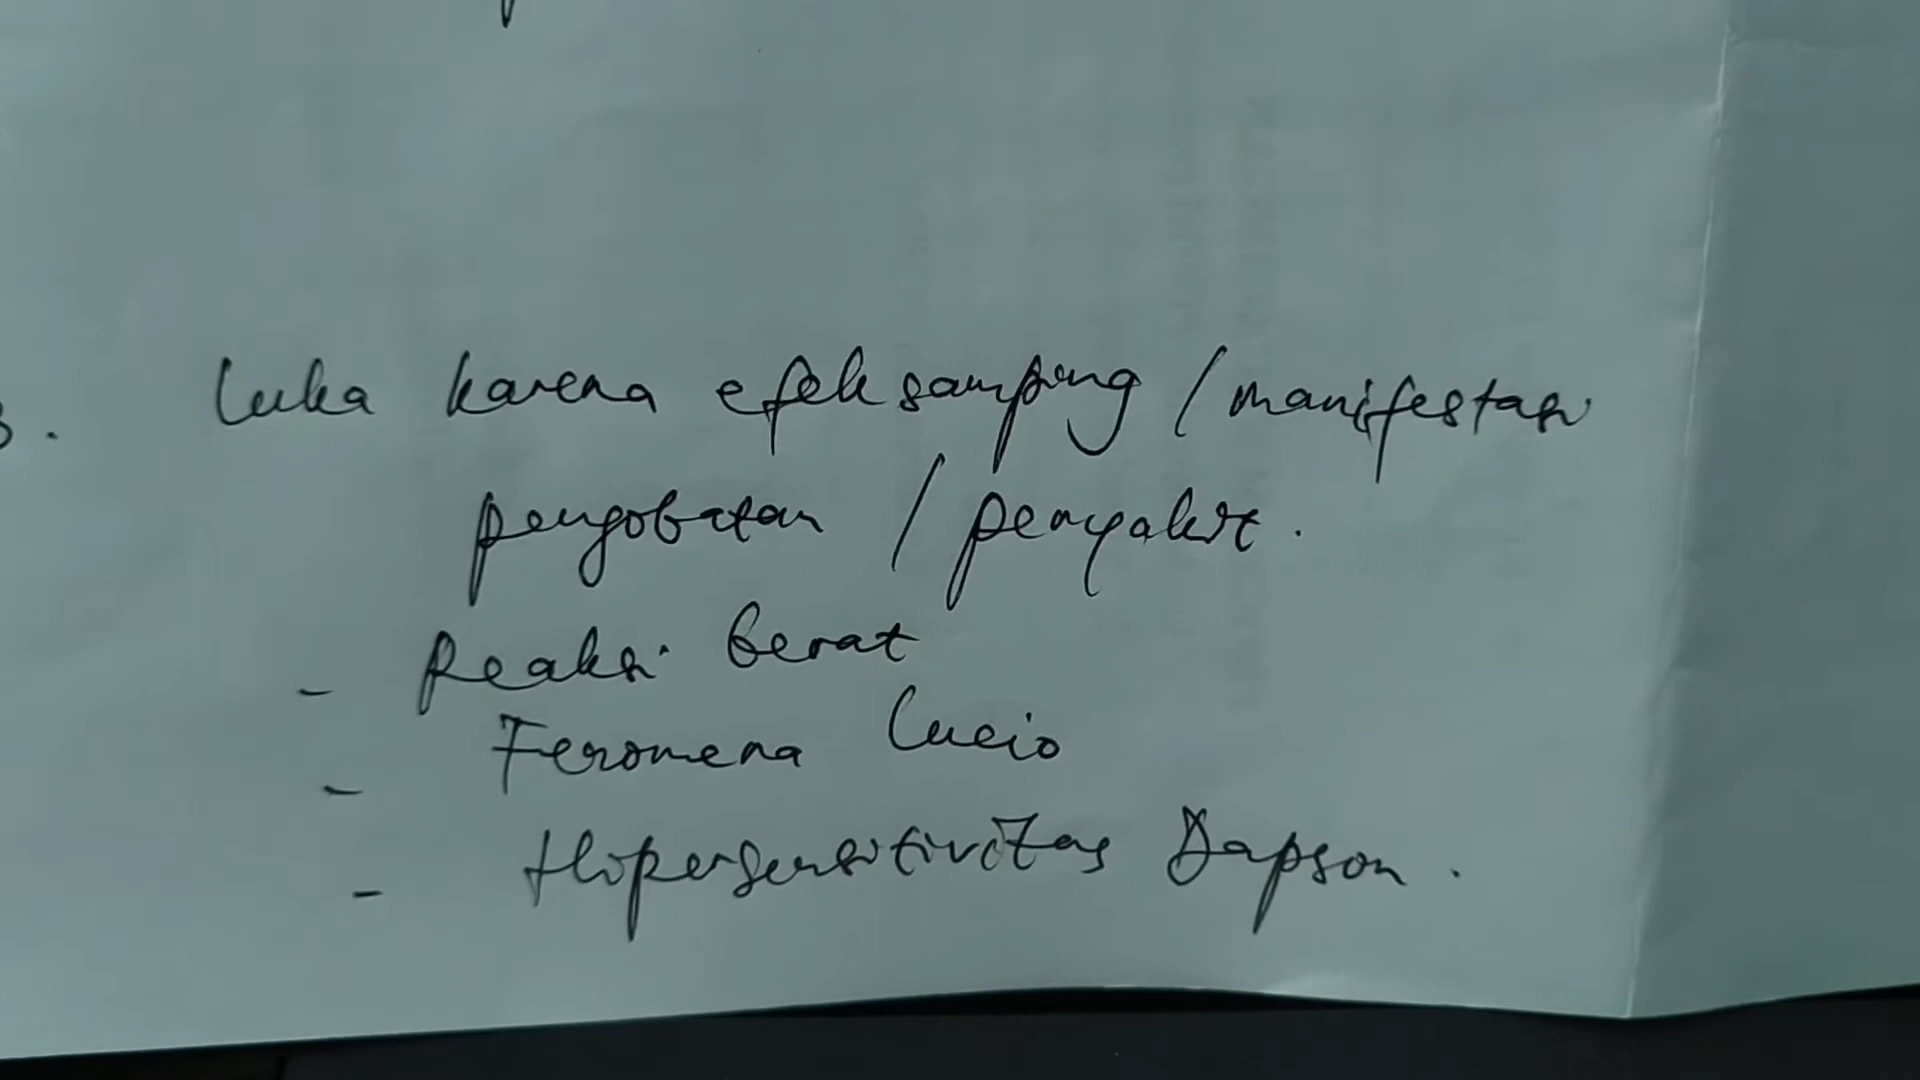 3. Luka karena efek samping / manifestasi
pengobatan / penyakit.
- Reaksi berat
- Fenomena Lucio
- Hipersensitivitas Dapson.